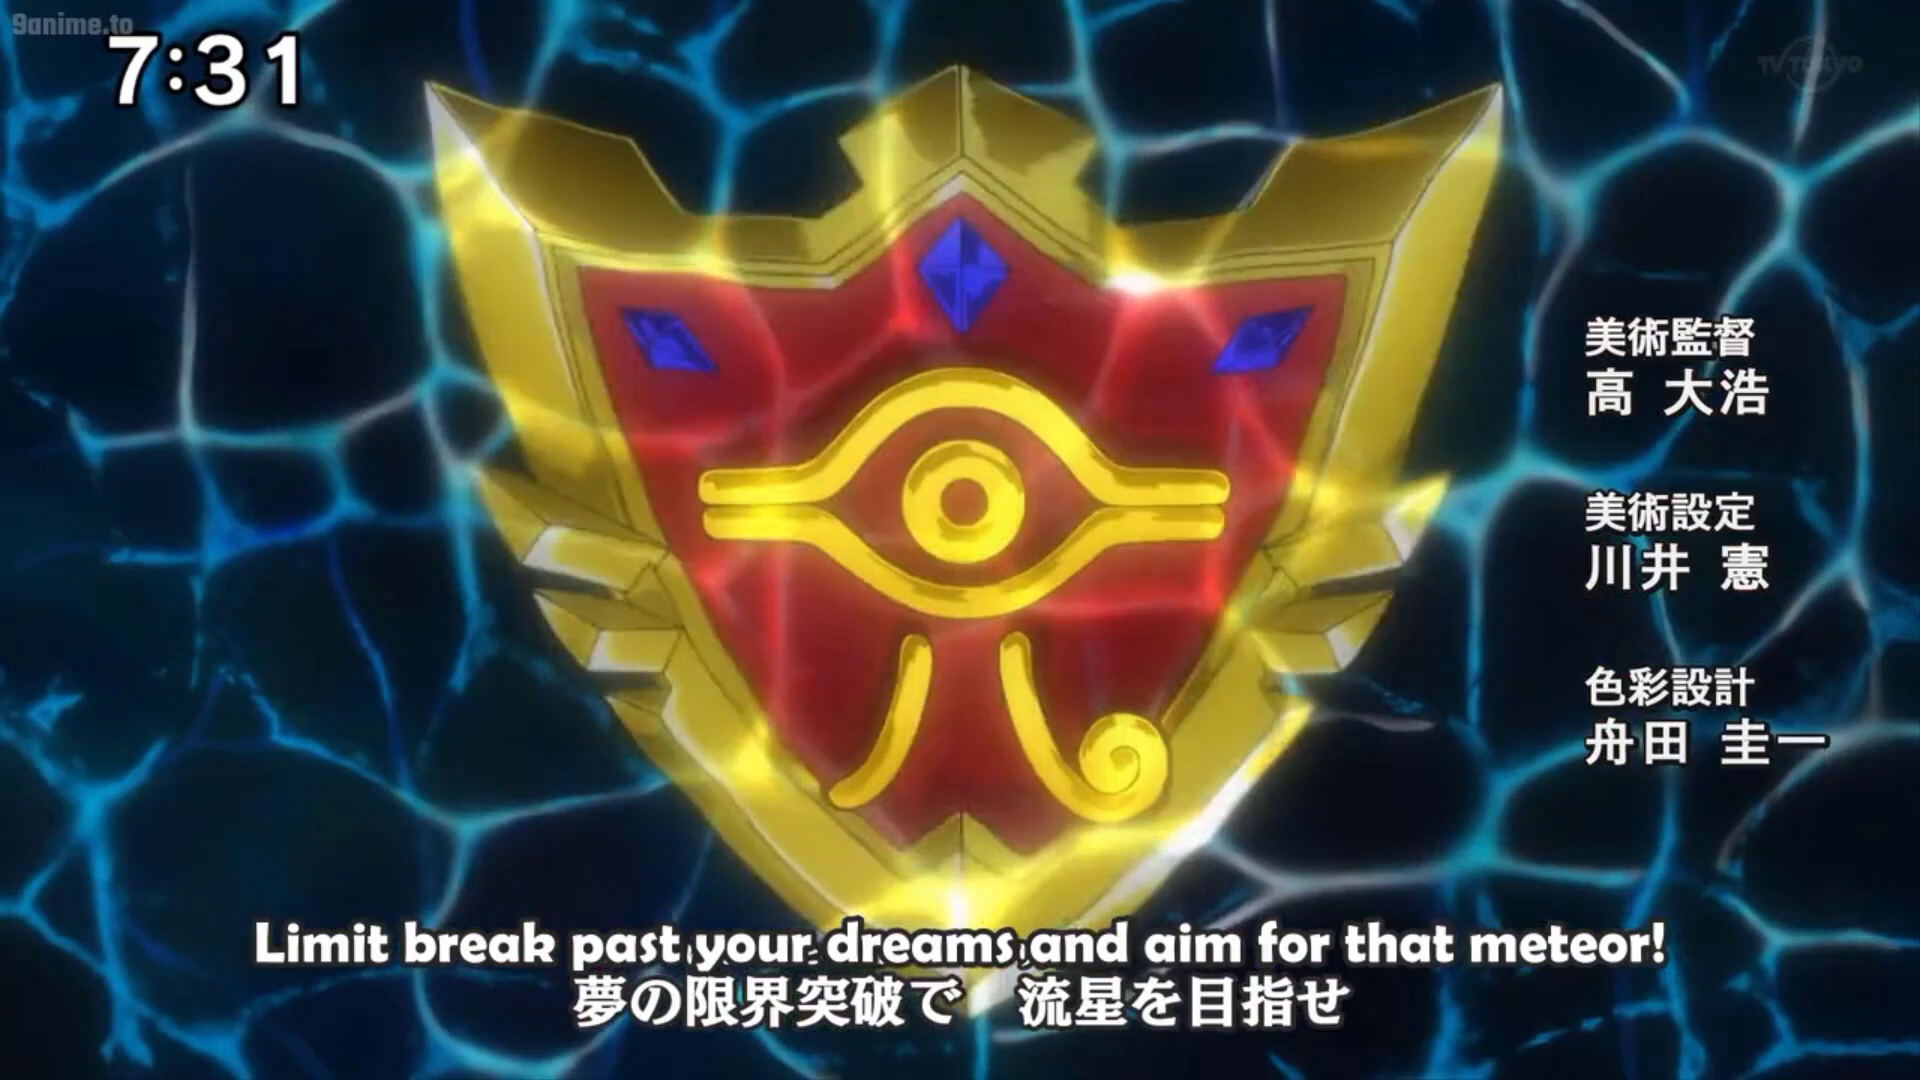 9anime.to
7:31
TV TOKYO
美術監督
高 大浩
美術設定
川井 憲
色彩設計
舟田 圭一
Limit break past your dreams and aim for that meteor!
夢の限界突破で 流星を目指せ